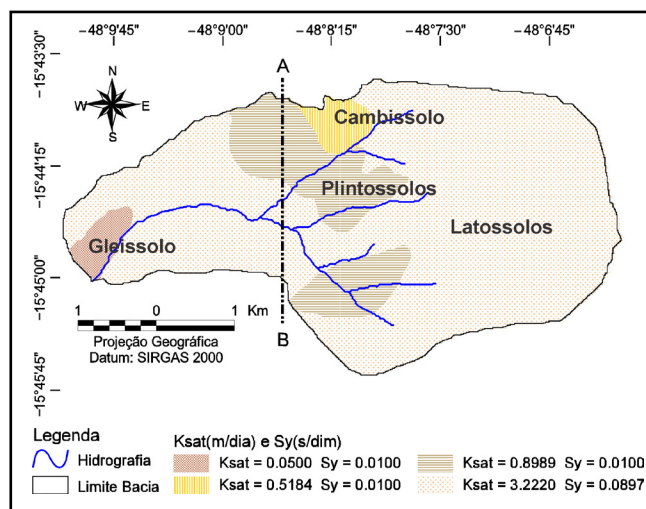 -48°9'45" -48°9'00" -48°8'15" -48°7'30" -48°6'45"
-15°43'30"
-15°44'15"
-15°45'00"
-15°45'45"
N
W E
S
A
Cambissolo
Plintossolos
Latossolos
Gleissolo
1 0 1 Km
Projeção Geográfica
Datum: SIRGAS 2000
B
Legenda
Hidrografia
Limite Bacia
Ksat(m/dia) e Sy(s/dim)
Ksat = 0.0500 Sy = 0.0100
Ksat = 0.5184 Sy = 0.0100
Ksat = 0.8989 Sy = 0.0100
Ksat = 3.2220 Sy = 0.0897